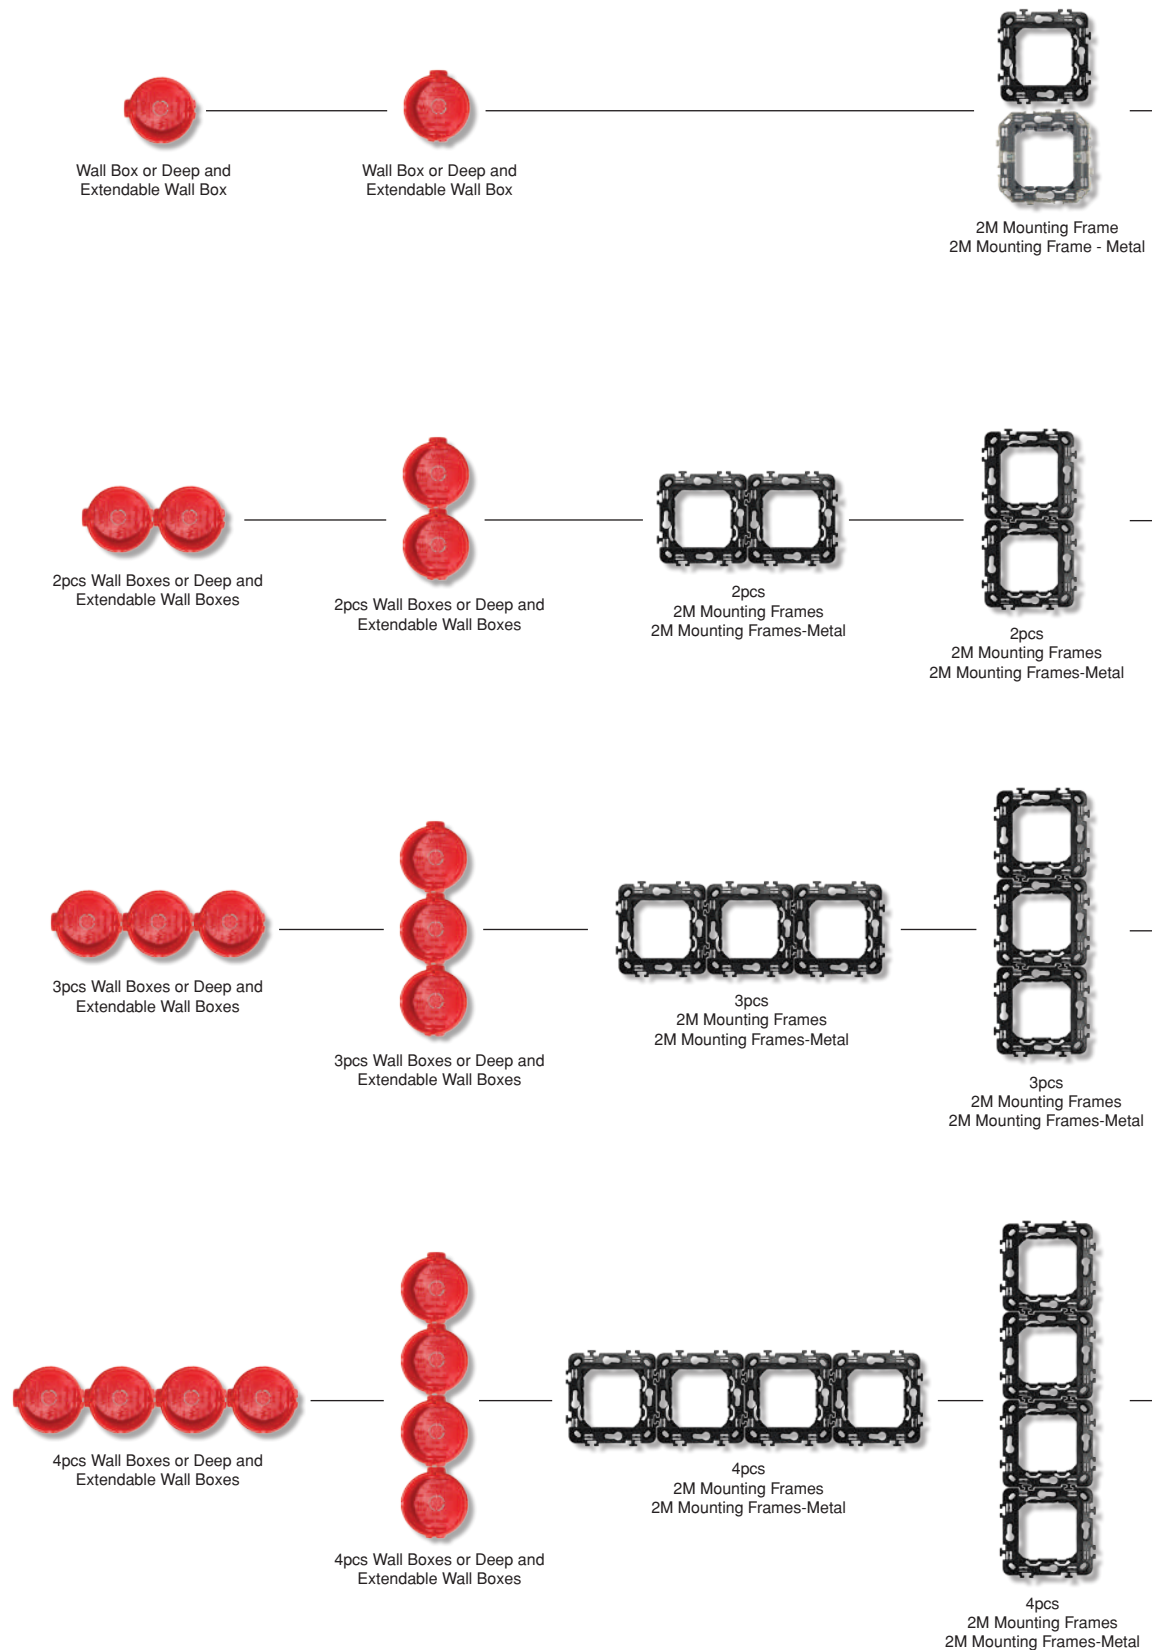 Wall Box or Deep and
Extendable Wall Box
Wall Box or Deep and
Extendable Wall Box
2M Mounting Frame
2M Mounting Frame - Metal
2pcs Wall Boxes or Deep and
Extendable Wall Boxes
2pcs Wall Boxes or Deep and
Extendable Wall Boxes
2pcs
2M Mounting Frames
2M Mounting Frames-Metal
2pcs
2M Mounting Frames
2M Mounting Frames-Metal
3pcs Wall Boxes or Deep and
Extendable Wall Boxes
3pcs Wall Boxes or Deep and
Extendable Wall Boxes
3pcs
2M Mounting Frames
2M Mounting Frames-Metal
3pcs
2M Mounting Frames
2M Mounting Frames-Metal
4pcs Wall Boxes or Deep and
Extendable Wall Boxes
4pcs Wall Boxes or Deep and
Extendable Wall Boxes
4pcs
2M Mounting Frames
2M Mounting Frames-Metal
4pcs
2M Mounting Frames
2M Mounting Frames-Metal